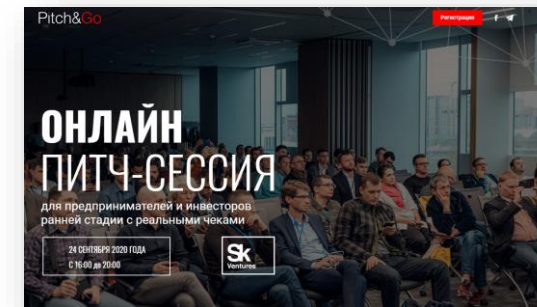 Pitch&Go
Регистрация
ОНЛАЙН
ПИТЧ-СЕССИЯ
для предпринимателей и инвесторов
ранней стадии с реальными чеками
24 СЕНТЯБРЯ 2020 ГОДА
С 16:00 до 20:00
Sk
Ventures